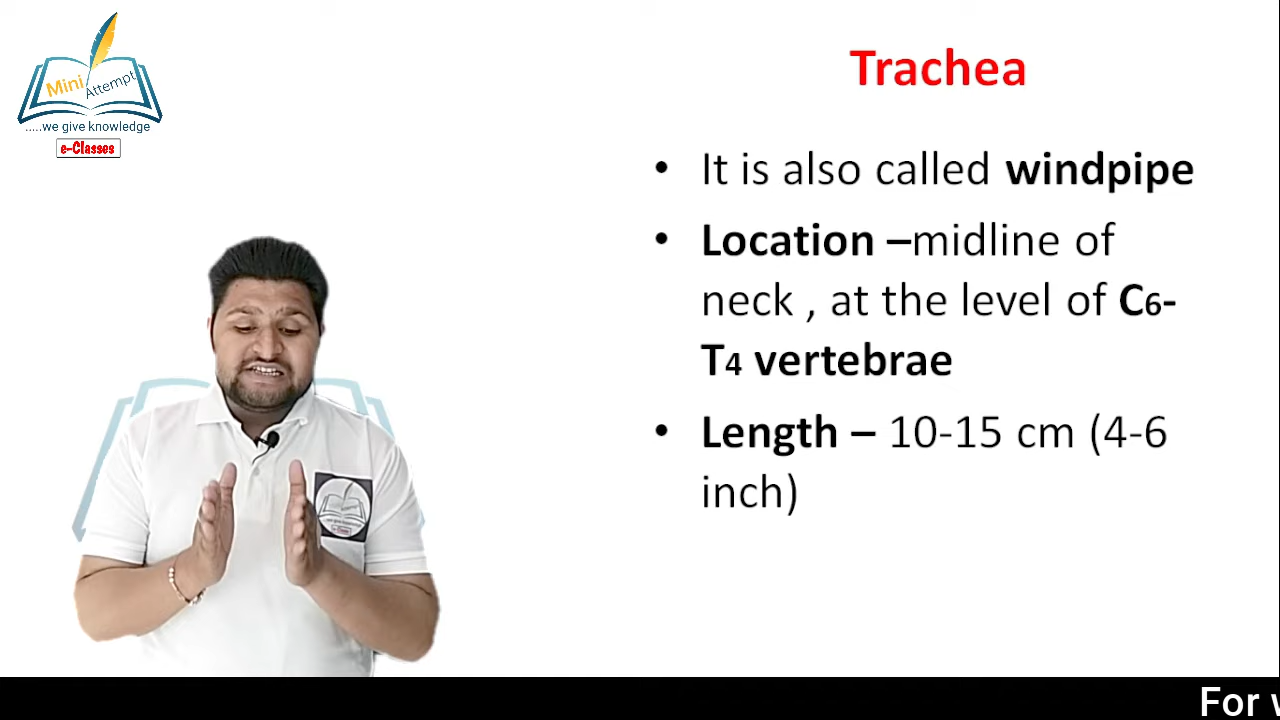 Mini
Attempt
.....we give knowledge
e-Classes
Trachea
• It is also called windpipe
• Location –midline of
neck , at the level of C6-
T4 vertebrae
• Length – 10-15 cm (4-6
inch)
For